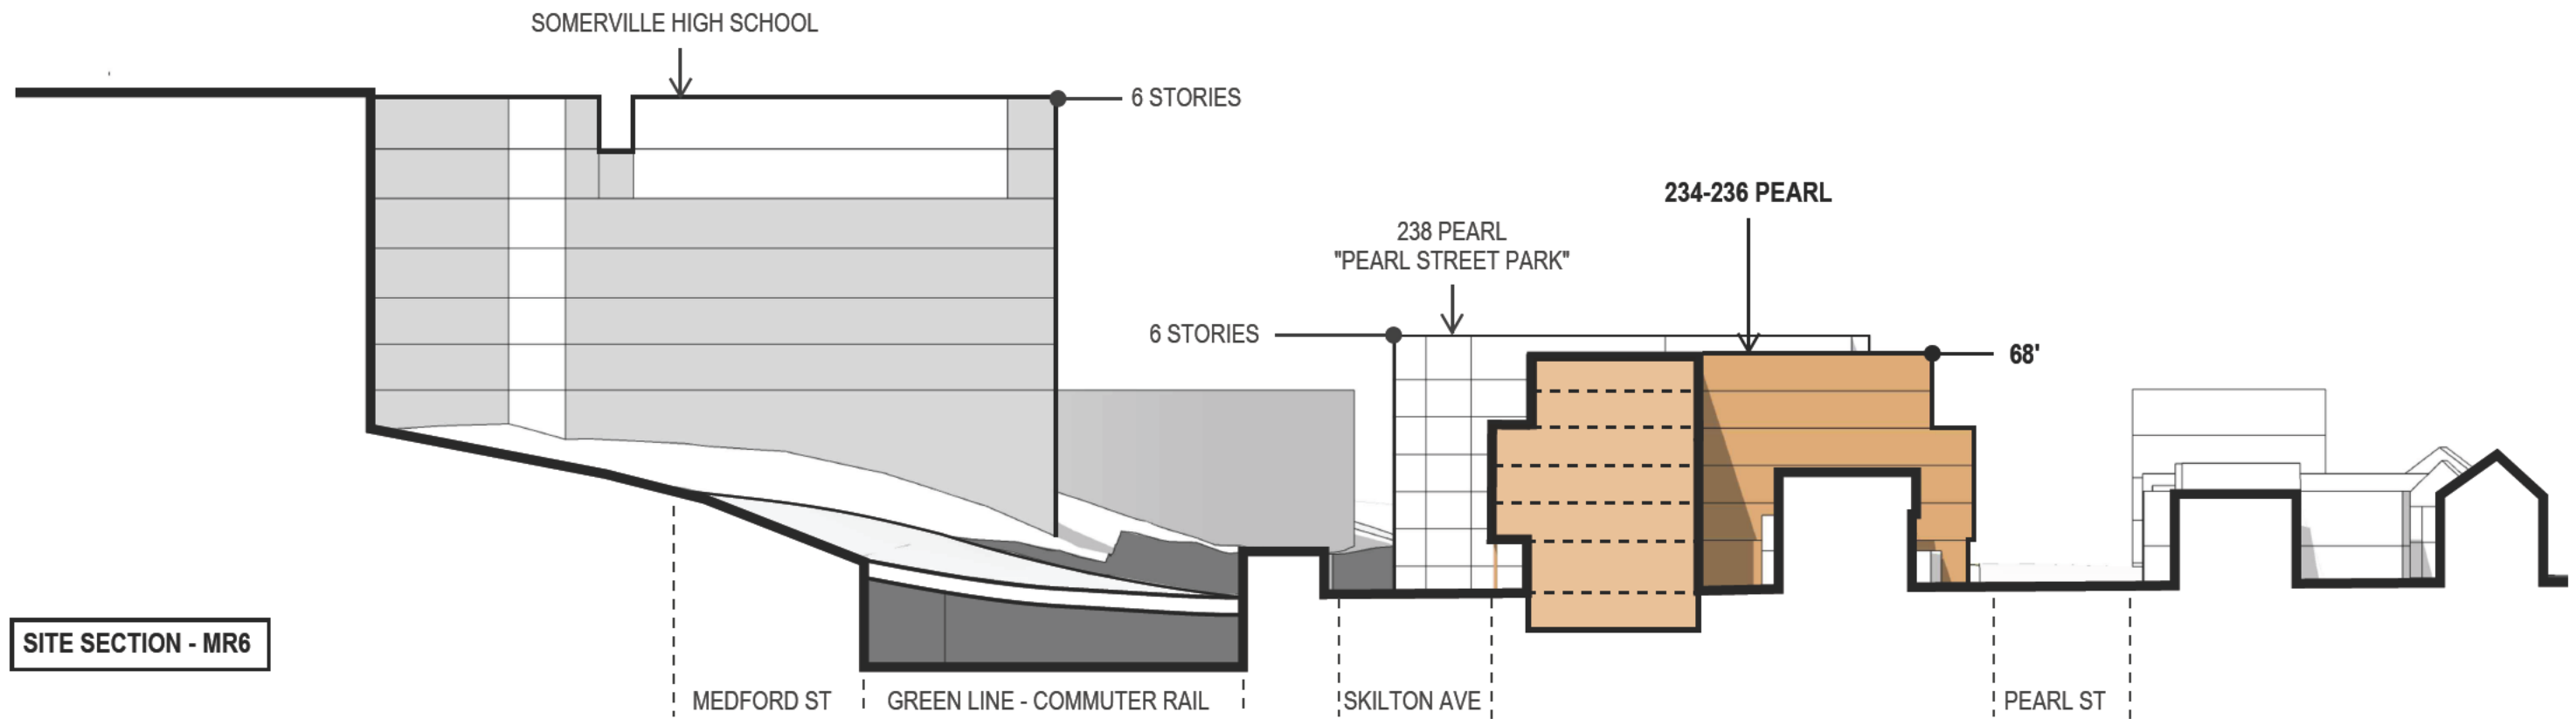 SOMERVILLE HIGH SCHOOL
6 STORIES
234-236 PEARL
238 PEARL
"PEARL STREET PARK"
6 STORIES
68'
SITE SECTION - MR6
MEDFORD ST
GREEN LINE - COMMUTER RAIL
SKILTON AVE
PEARL ST